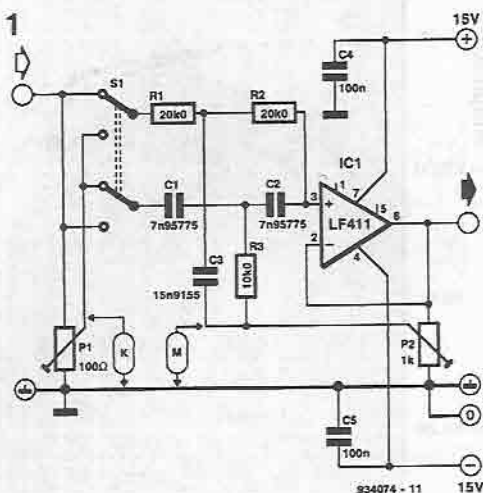 1
15V
+
C4
100n
S1
R1
20k0
R2
20k0
IC1
1
7
3
+
LF411
5
6
2
−
4
C1
7n95775
C2
7n95775
C3
15n9155
R3
10k0
P1
100Ω
K
M
P2
1k
0
C5
100n
−
934074 - 11
15V